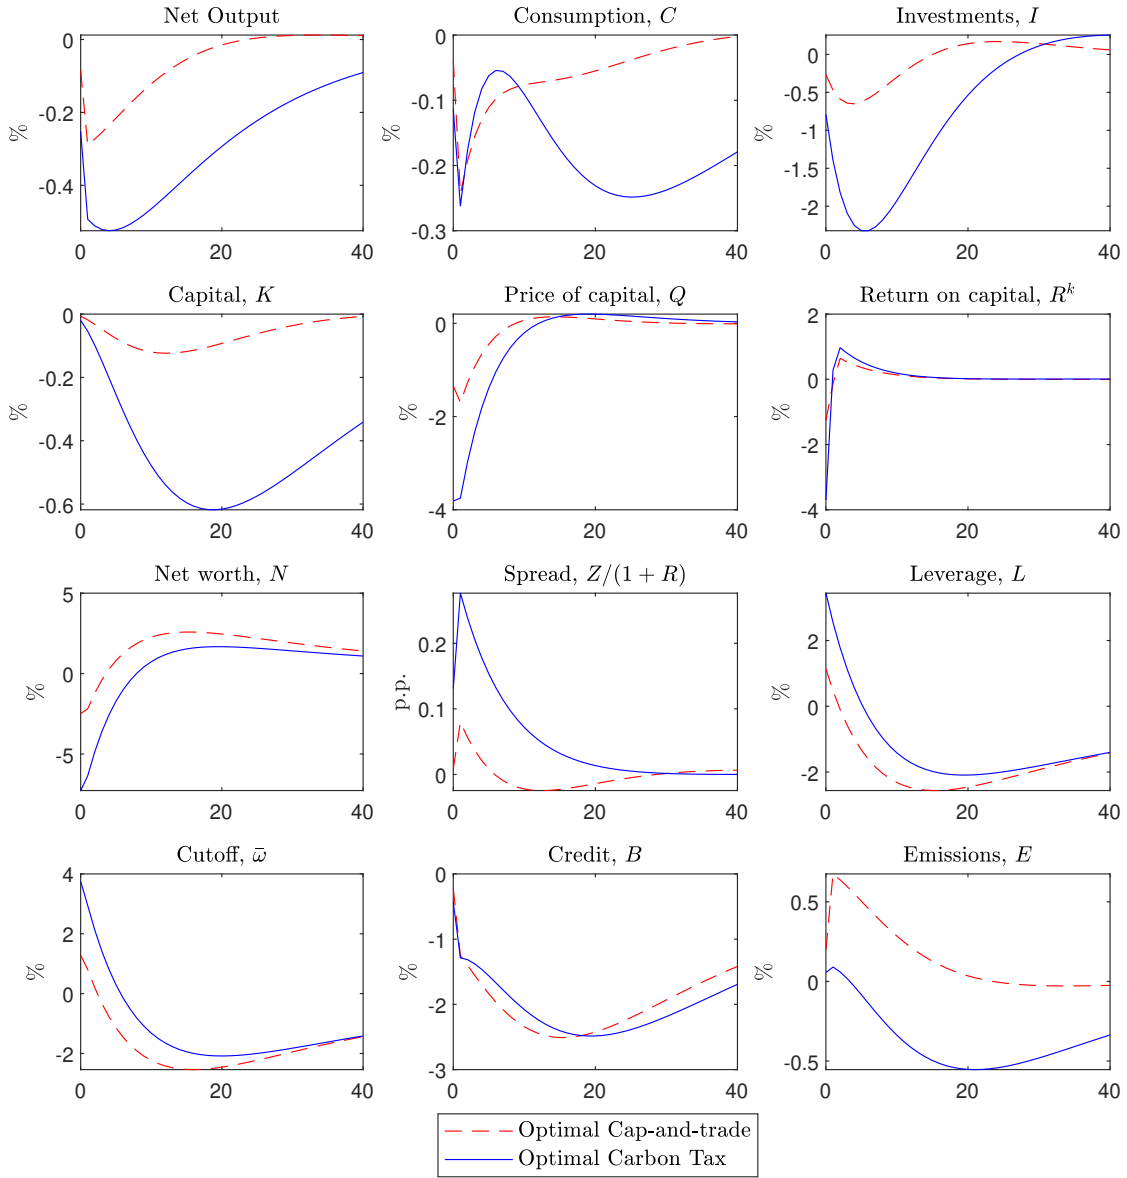 Net Output
Consumption, C
Investments, I
0
-0.2
-0.4
%
0 20 40
0
-0.1
-0.2
-0.3
%
0 20 40
0
-0.5
-1
-1.5
-2
%
0 20 40
Capital, K
Price of capital, Q
Return on capital, R^k
0
-0.2
-0.4
-0.6
%
0 20 40
0
-2
-4
%
0 20 40
2
0
-2
-4
%
0 20 40
Net worth, N
Spread, Z/(1 + R)
Leverage, L
5
0
-5
%
0 20 40
0.2
0.1
0
p.p.
0 20 40
2
0
-2
%
0 20 40
Cutoff, ω̄
Credit, B
Emissions, E
4
2
0
-2
%
0 20 40
0
-1
-2
-3
%
0 20 40
0.5
0
-0.5
%
0 20 40
Optimal Cap-and-trade
Optimal Carbon Tax